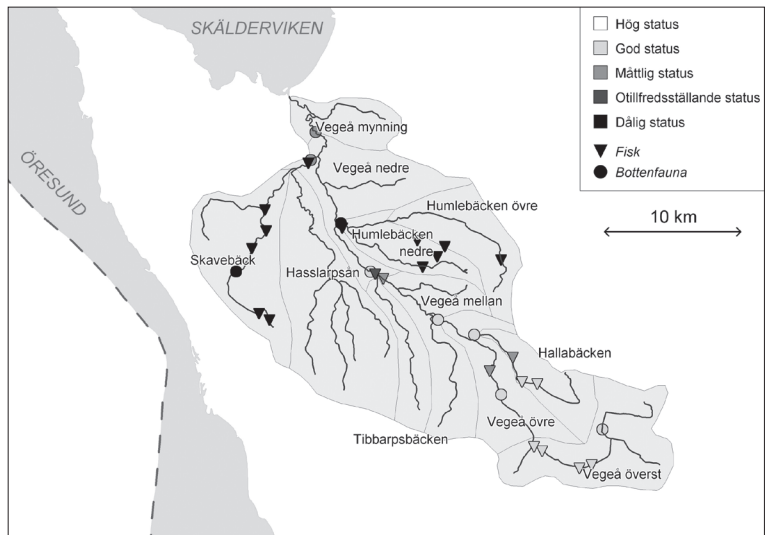 SKÄLDERVIKEN
ÖRESUND
Hög status
God status
Måttlig status
Otillfredsställande status
Dålig status
Fisk
Bottenfauna
10 km
Vegeå mynning
Vegeå nedre
Humlebäcken övre
Humlebäcken
nedre
Skavebäck
Hasslarpsån
Vegeå mellan
Hallabäcken
Vegeå övre
Tibbarpsbäcken
Vegeå överst